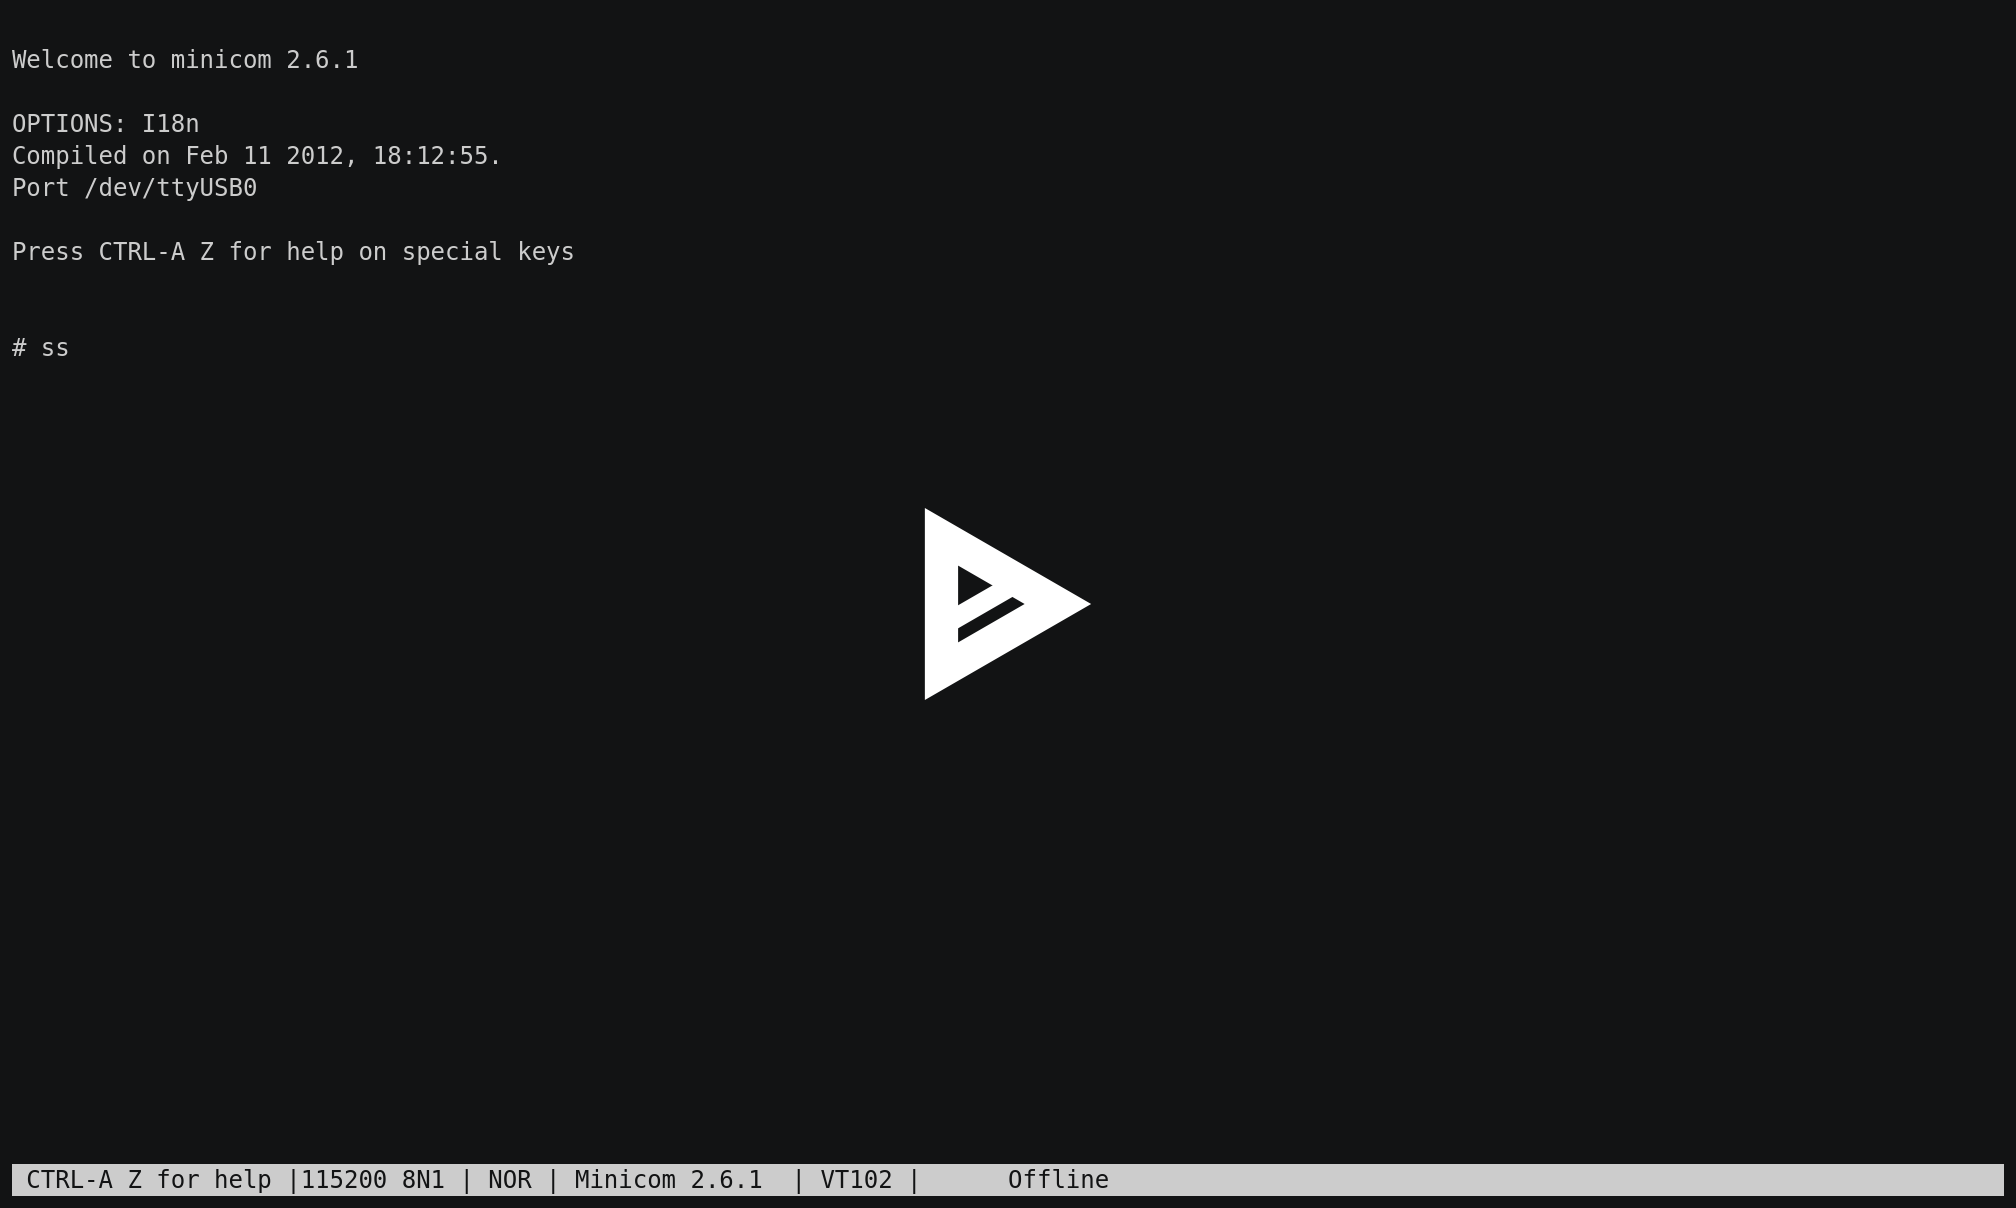 Welcome to minicom 2.6.1
OPTIONS: I18n
Compiled on Feb 11 2012, 18:12:55.
Port /dev/ttyUSB0
Press CTRL-A Z for help on special keys
# ss
CTRL-A Z for help |115200 8N1 | NOR | Minicom 2.6.1  | VT102 |      Offline